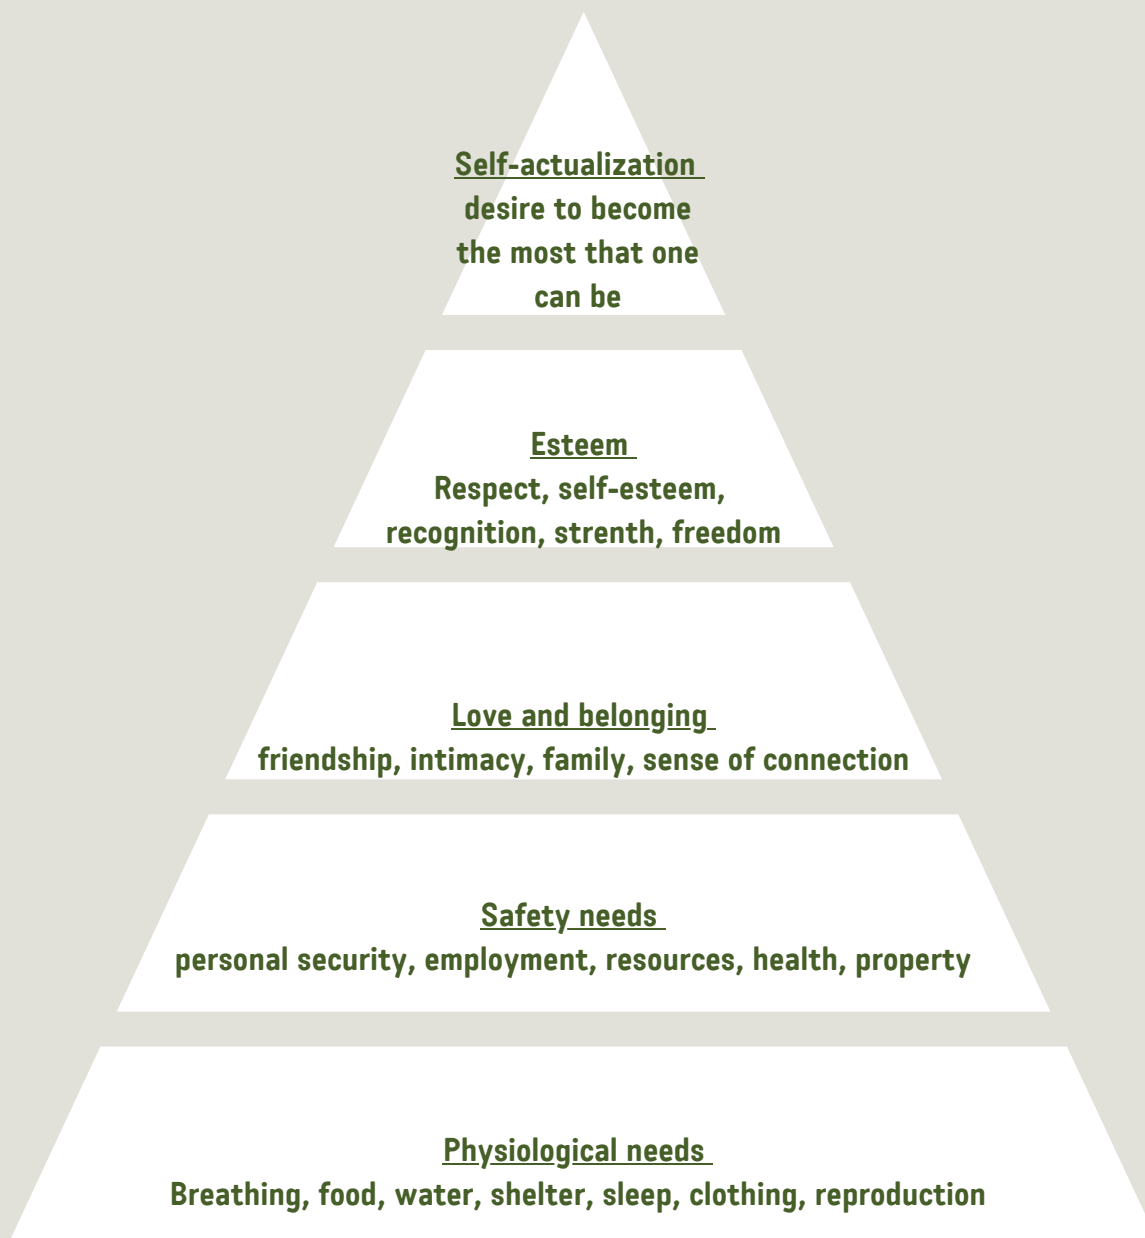 Self-actualization
desire to become
the most that one
can be
Esteem
Respect, self-esteem,
recognition, strenth, freedom
Love and belonging
friendship, intimacy, family, sense of connection
Safety needs
personal security, employment, resources, health, property
Physiological needs
Breathing, food, water, shelter, sleep, clothing, reproduction